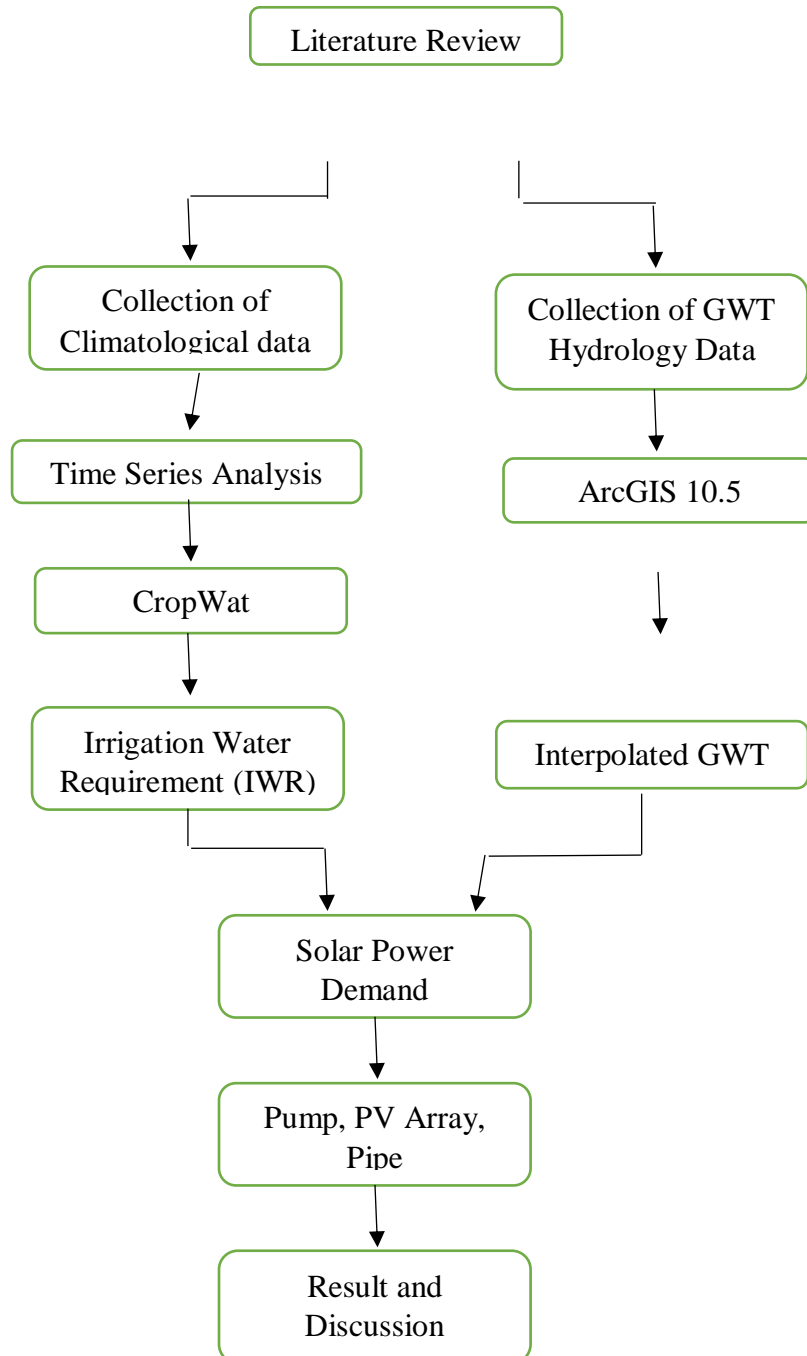 Literature Review
Collection of
Climatological data
Collection of GWT
Hydrology Data
Time Series Analysis
ArcGIS 10.5
CropWat
Irrigation Water
Requirement (IWR)
Interpolated GWT
Solar Power
Demand
Pump, PV Array,
Pipe
Result and
Discussion